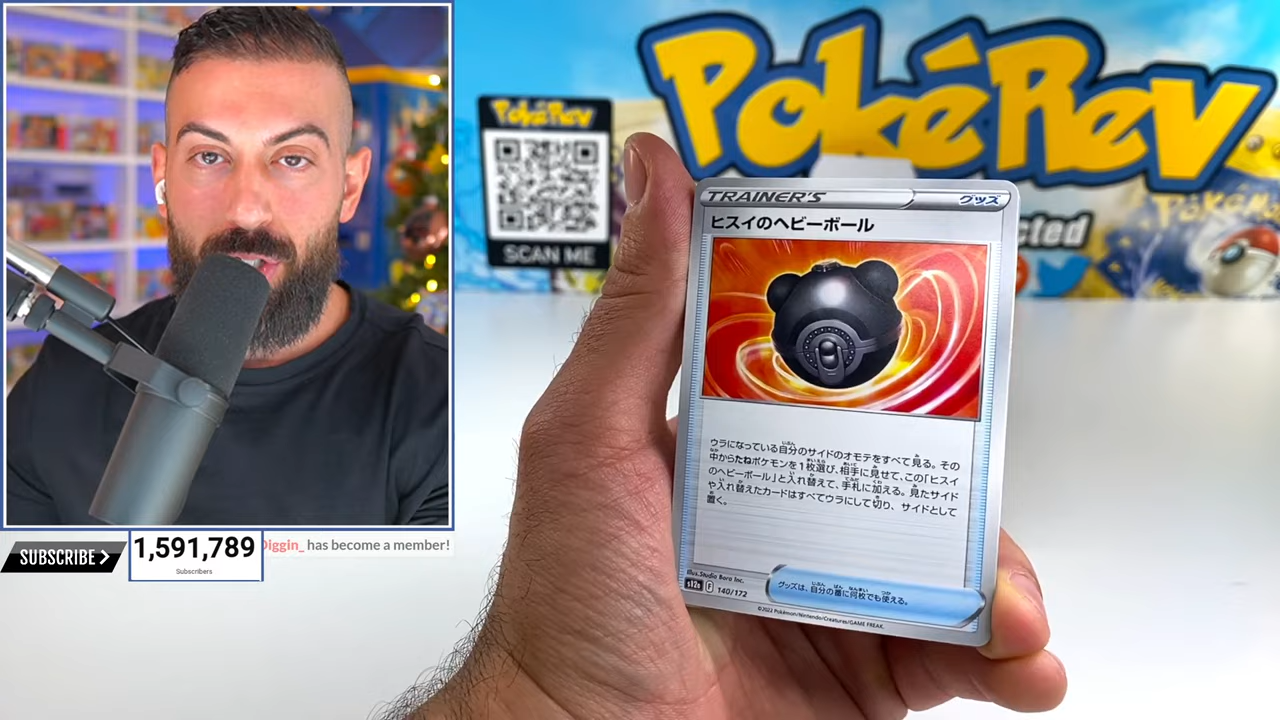 PokéRev
PokéRev
SCAN ME
cted
TRAINER'S
グッズ
ヒスイのヘビーボール
ウラになっている自分のサイドのオモテをすべて見る。その
中からたねポケモンを1枚選び、相手に見せて、この「ヒスイ
のヘビーボール」と入れ替えて、手札に加える。見たサイド
や入れ替えたカードはすべてウラにして切り、サイドとして
置く。
Illus.Studio Bora Inc.
s12a F 140/172
グッズは、自分の番に何枚でも使える。
©2022 Pokémon/Nintendo/Creatures/GAME FREAK.
SUBSCRIBE
1,591,789
Subscribers
Diggin_ has become a member!